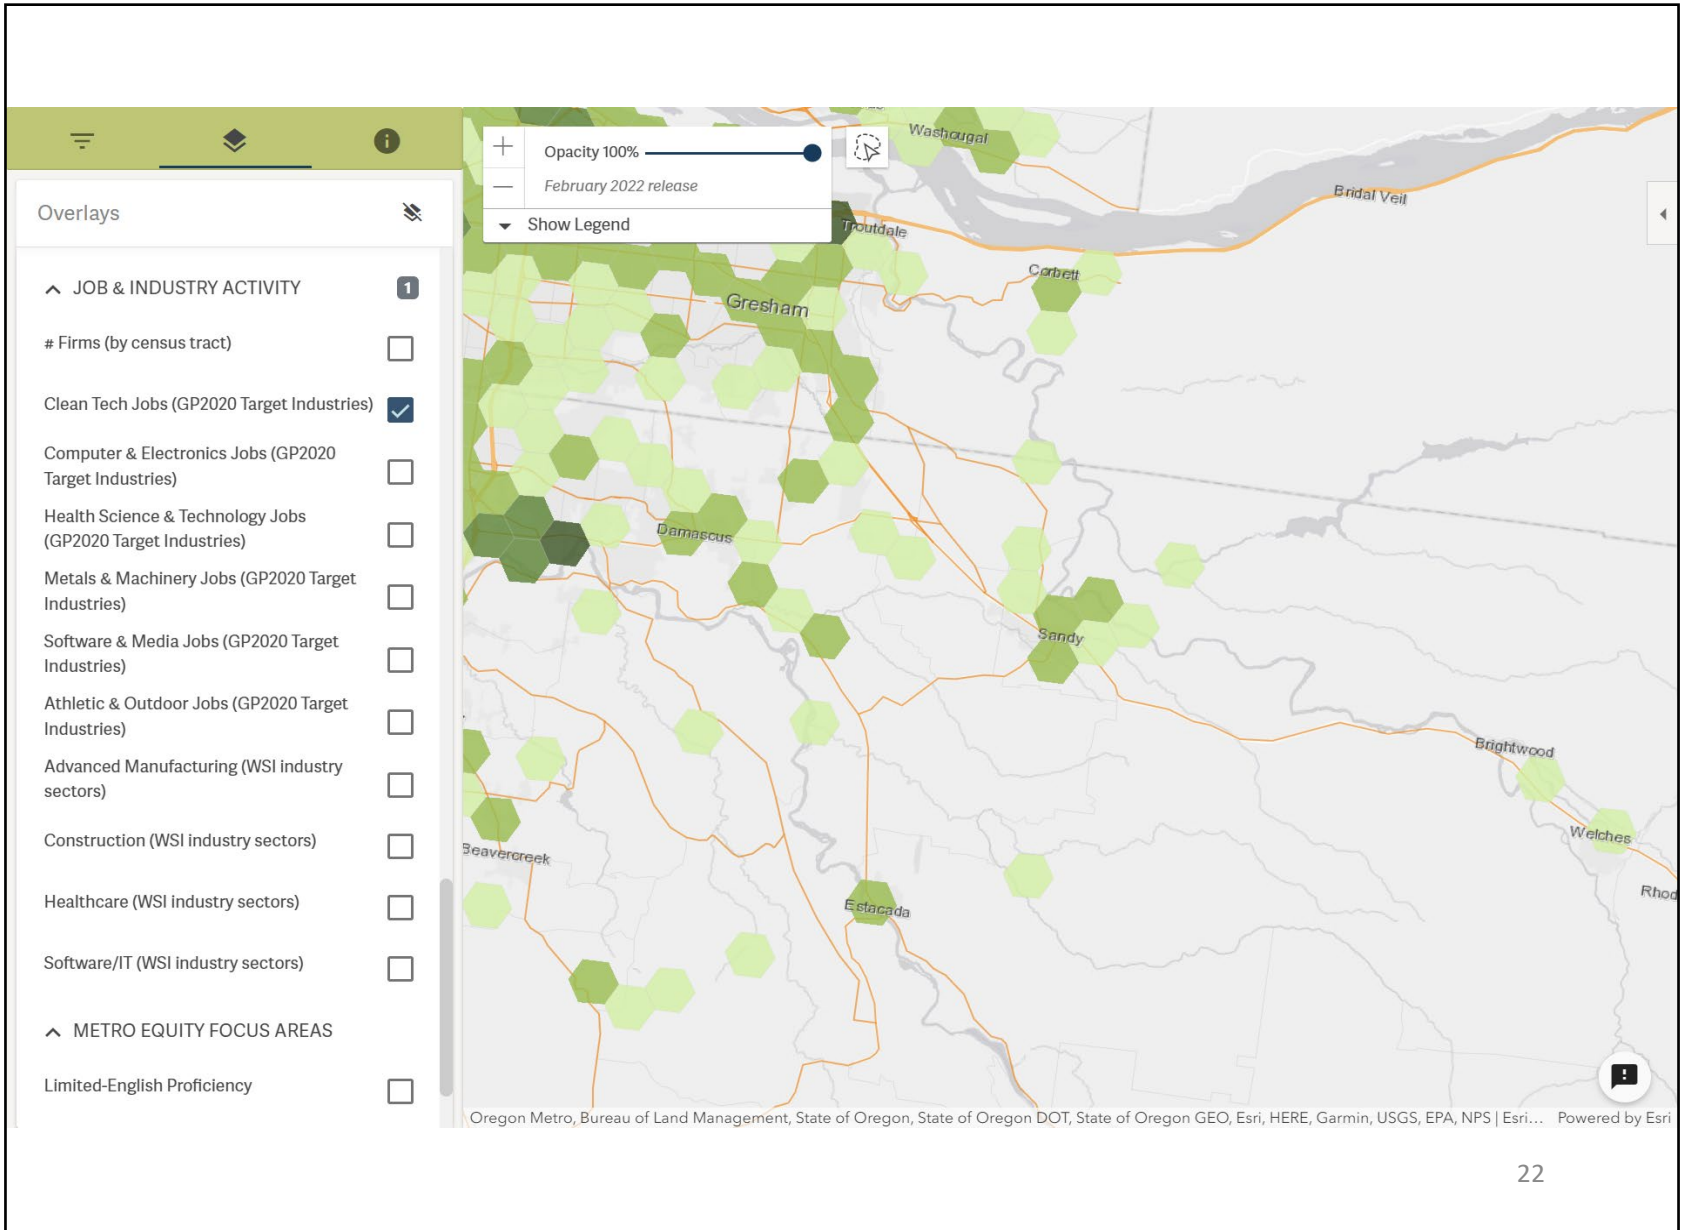 Overlays
JOB & INDUSTRY ACTIVITY
1
# Firms (by census tract)
Clean Tech Jobs (GP2020 Target Industries)
Computer & Electronics Jobs (GP2020
Target Industries)
Health Science & Technology Jobs
(GP2020 Target Industries)
Metals & Machinery Jobs (GP2020 Target
Industries)
Software & Media Jobs (GP2020 Target
Industries)
Athletic & Outdoor Jobs (GP2020 Target
Industries)
Advanced Manufacturing (WSI industry
sectors)
Construction (WSI industry sectors)
Healthcare (WSI industry sectors)
Software/IT (WSI industry sectors)
METRO EQUITY FOCUS AREAS
Limited-English Proficiency
Opacity 100%
February 2022 release
Show Legend
Washougal
Bridal Veil
Troutdale
Corbett
Gresham
Damascus
Sandy
Brightwood
Welches
Beavercreek
Rhod
Estacada
Oregon Metro, Bureau of Land Management, State of Oregon, State of Oregon DOT, State of Oregon GEO, Esri, HERE, Garmin, USGS, EPA, NPS | Esri... Powered by Esri
22